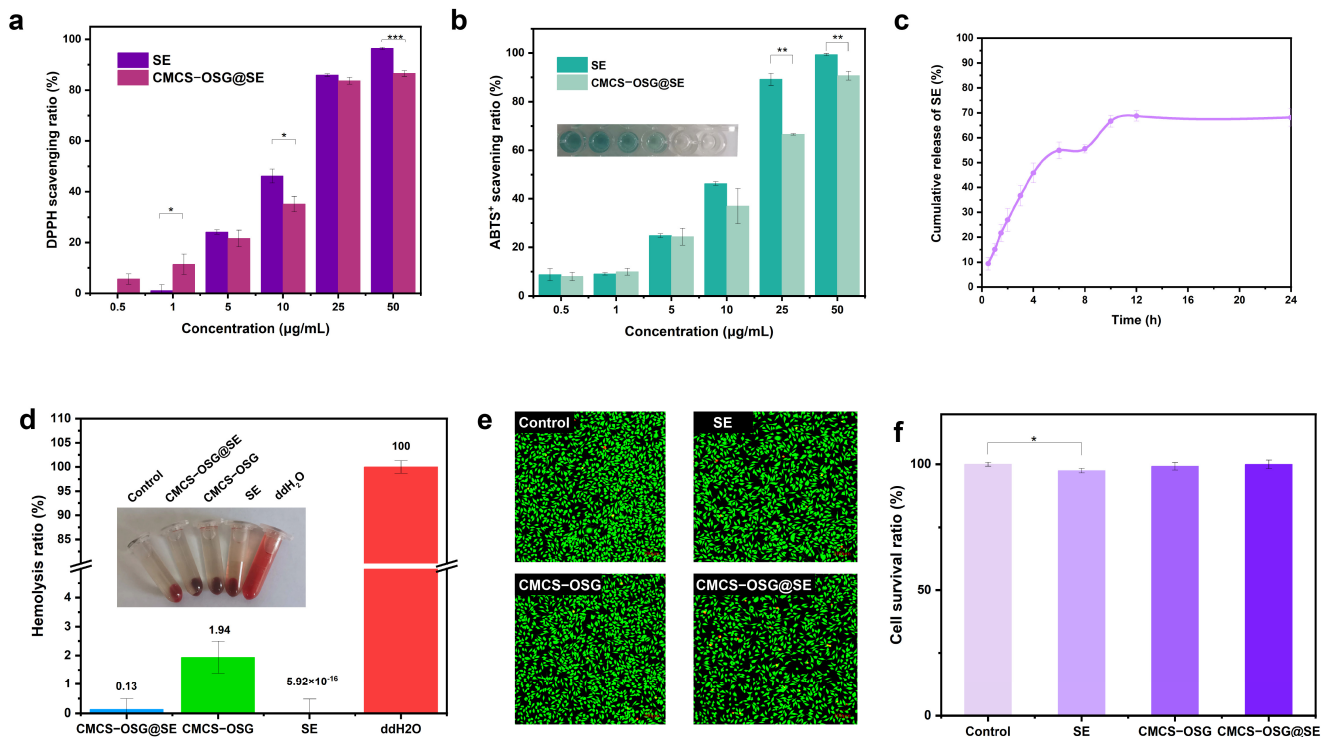 a
DPPH scavenging ratio (%)
100
80
60
40
20
0
SE
CMCS−OSG@SE
*
*
***
0.5 1 5 10 25 50
Concentration (μg/mL)
b
ABTS⁺ scavening ratio (%)
100
80
60
40
20
0
SE
CMCS−OSG@SE
**
**
0.5 1 5 10 25 50
Concentration (μg/mL)
c
Cumulative release of SE (%)
100
90
80
70
60
50
40
30
20
10
0
0 4 8 12 16 20 24
Time (h)
d
Hemolysis ratio (%)
110
105
100
95
90
85
4
3
2
1
0
Control
CMCS−OSG@SE
CMCS−OSG
SE
ddH₂O
0.13
1.94
5.92×10⁻¹⁶
100
CMCS−OSG@SE CMCS−OSG SE ddH2O
e
Control
SE
CMCS−OSG
CMCS−OSG@SE
f
Cell survival ratio (%)
100
50
0
*
Control SE CMCS−OSG CMCS−OSG@SE